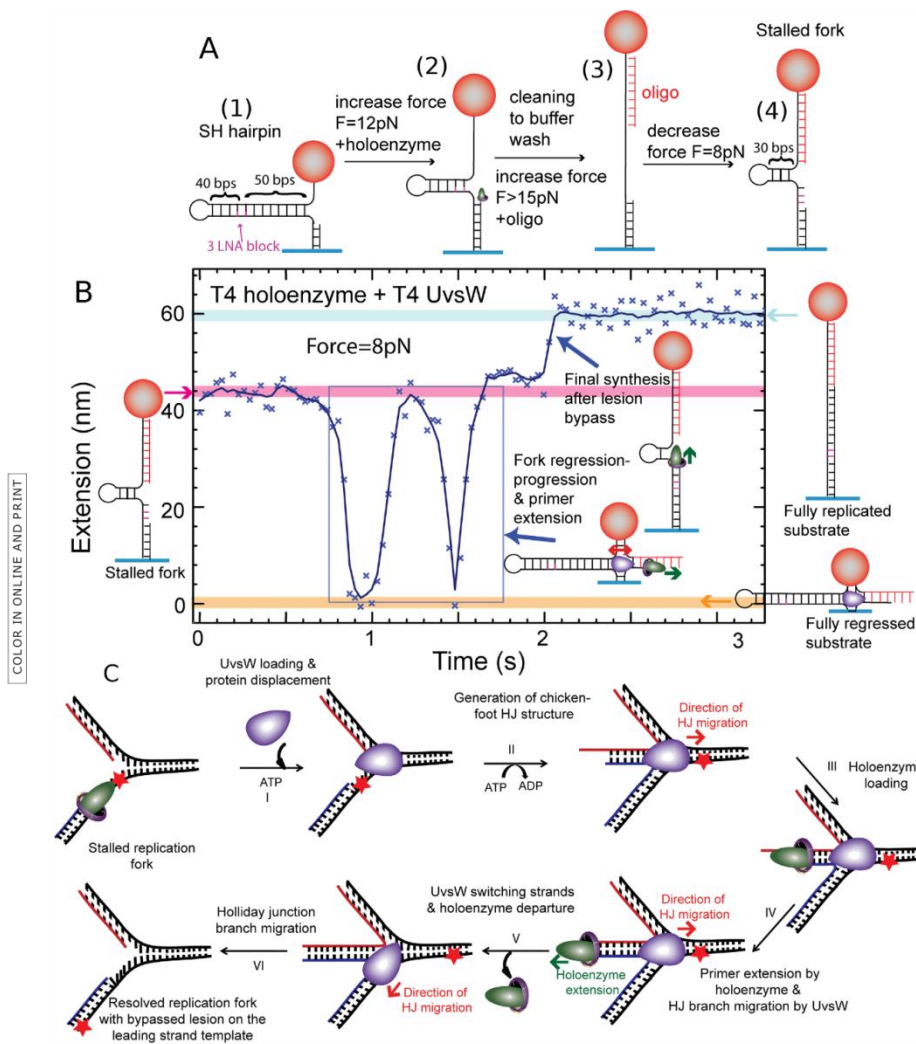 COLOR IN ONLINE AND PRINT
A
(1)
SH hairpin
40 bps
50 bps
3 LNA block
increase force
F=12pN
+holoenzyme
(2)
cleaning
to buffer
wash
increase force
F>15pN
+oligo
(3)
oligo
decrease
force F=8pN
Stalled fork
(4)
30 bps
B
T4 holoenzyme + T4 UvsW
Force=8pN
Extension (nm)
60
40
20
0
0
1
2
3
Time (s)
Stalled fork
Final synthesis
after lesion
bypass
Fork regression-
progression
& primer
extension
Fully replicated
substrate
Fully regressed
substrate
C
UvsW loading &
protein displacement
ATP
I
Stalled replication
fork
Generation of chicken-
foot HJ structure
II
ATP
ADP
Direction of
HJ migration
III
Holoenzym
loading
IV
Primer extension by
holoenzyme &
HJ branch migration by UvsW
Direction of
HJ migration
Holoenzyme
extension
UvsW switching strands
& holoenzyme departure
V
Direction of
HJ migration
Holliday junction
branch migration
VI
Resolved replication fork
with bypassed lesion on the
leading strand template